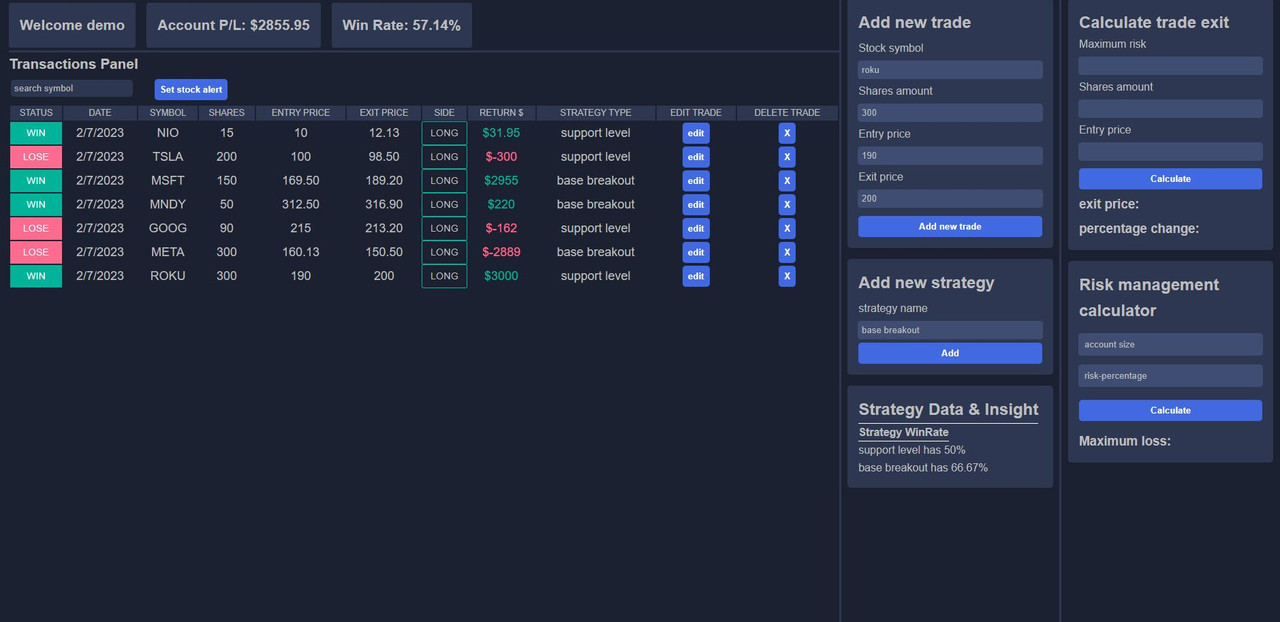 Welcome demo
Account P/L: $2855.95
Win Rate: 57.14%
Transactions Panel
search symbol
Set stock alert
STATUS DATE SYMBOL SHARES ENTRY PRICE EXIT PRICE SIDE RETURN $ STRATEGY TYPE EDIT TRADE DELETE TRADE
WIN 2/7/2023 NIO 15 10 12.13 LONG $31.95 support level edit X
LOSE 2/7/2023 TSLA 200 100 98.50 LONG $-300 support level edit X
WIN 2/7/2023 MSFT 150 169.50 189.20 LONG $2955 base breakout edit X
WIN 2/7/2023 MNDY 50 312.50 316.90 LONG $220 base breakout edit X
LOSE 2/7/2023 GOOG 90 215 213.20 LONG $-162 support level edit X
LOSE 2/7/2023 META 300 160.13 150.50 LONG $-2889 base breakout edit X
WIN 2/7/2023 ROKU 300 190 200 LONG $3000 support level edit X
Add new trade
Stock symbol
roku
Shares amount
300
Entry price
190
Exit price
200
Add new trade
Add new strategy
strategy name
base breakout
Add
Strategy Data & Insight
Strategy WinRate
support level has 50%
base breakout has 66.67%
Calculate trade exit
Maximum risk
Shares amount
Entry price
Calculate
exit price:
percentage change:
Risk management
calculator
account size
risk-percentage
Calculate
Maximum loss: